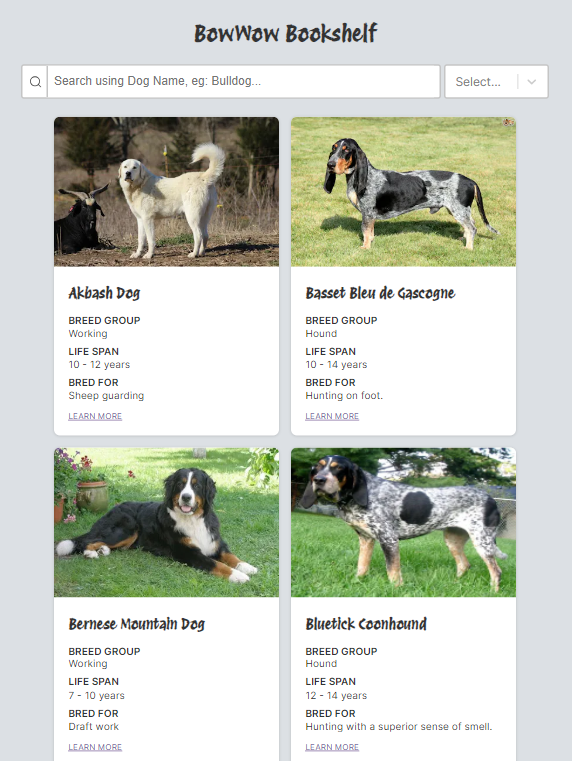 BowWow Bookshelf
Search using Dog Name, eg: Bulldog...
Select...
Akbash Dog
BREED GROUP
Working
LIFE SPAN
10 - 12 years
BRED FOR
Sheep guarding
LEARN MORE
Basset Bleu de Gascogne
BREED GROUP
Hound
LIFE SPAN
10 - 14 years
BRED FOR
Hunting on foot.
LEARN MORE
Bernese Mountain Dog
BREED GROUP
Working
LIFE SPAN
7 - 10 years
BRED FOR
Draft work
LEARN MORE
Bluetick Coonhound
BREED GROUP
Hound
LIFE SPAN
12 - 14 years
BRED FOR
Hunting with a superior sense of smell.
LEARN MORE